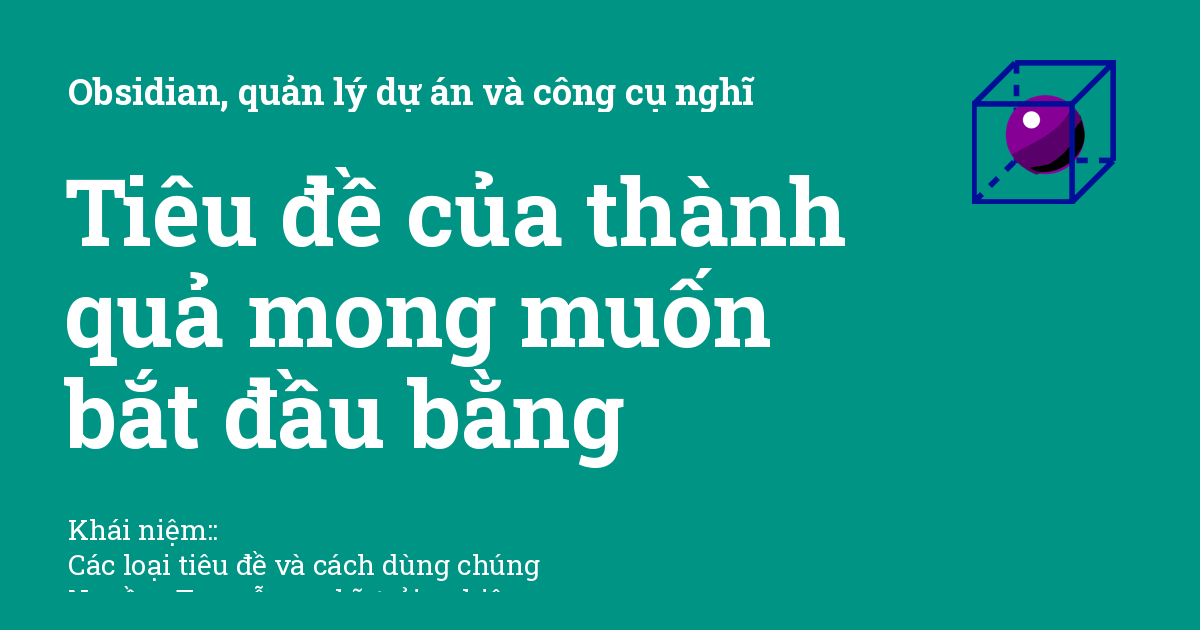 Obsidian, quản lý dự án và công cụ nghĩ
Tiêu đề của thành
quả mong muốn
bắt đầu bằng
Khái niệm::
Các loại tiêu đề và cách dùng chúng